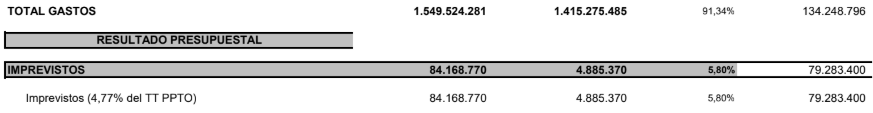 TOTAL GASTOS 1.549.524.281 1.415.275.485 91,34% 134.248.796
RESULTADO PRESUPUESTAL
IMPREVISTOS 84.168.770 4.885.370 5,80% 79.283.400
Imprevistos (4,77% del TT PPTO) 84.168.770 4.885.370 5,80% 79.283.400